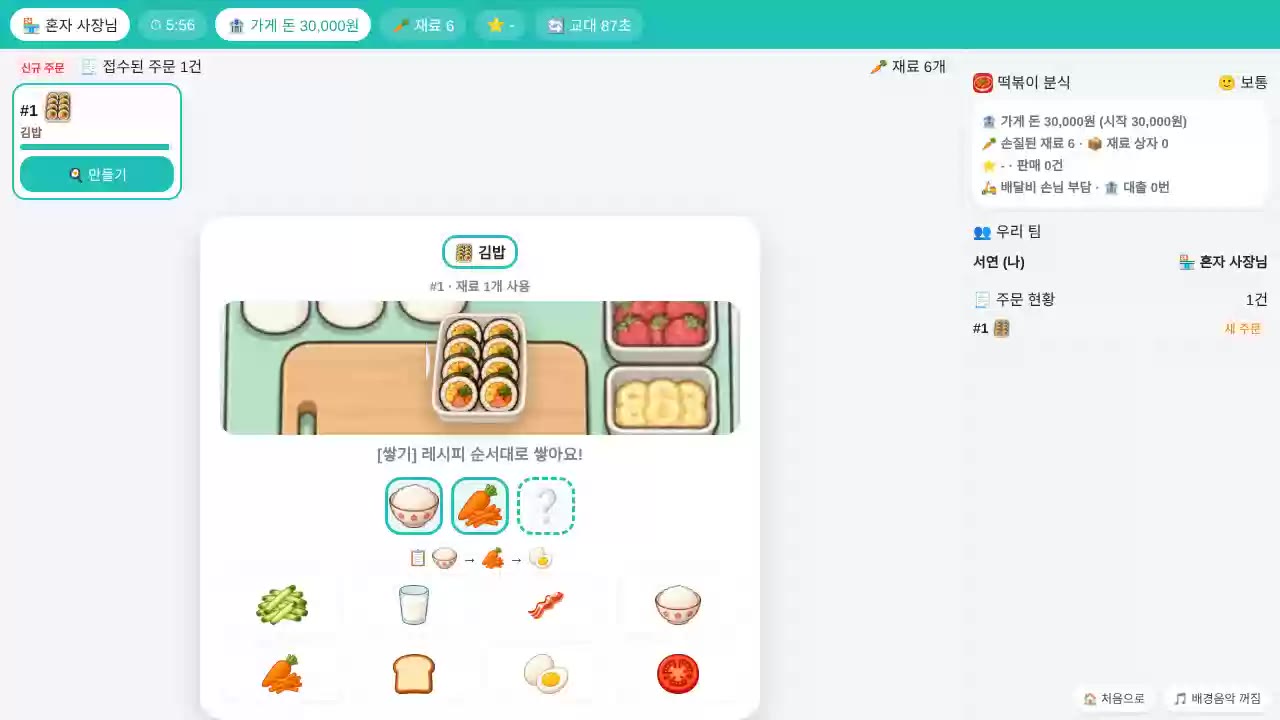 🏪 혼자 사장님
⏱ 5:56
🏦 가게 돈 30,000원
🥕 재료 6
⭐ -
🔄 교대 87초
신규 주문
🧾 접수된 주문 1건
🥕 재료 6개
#1
김밥
🍳 만들기
김밥
#1 · 재료 1개 사용
[쌓기] 레시피 순서대로 쌓아요!
❔
📋 → →
떡볶이 분식
🙂 보통
🏦 가게 돈 30,000원 (시작 30,000원)
🥕 손질된 재료 6 · 📦 재료 상자 0
⭐ - · 판매 0건
🛵 배달비 손님 부담 · 🏦 대출 0번
👥 우리 팀
서연 (나)
🏪 혼자 사장님
🧾 주문 현황
1건
#1
새 주문
🏠 처음으로
🎵 배경음악 꺼짐